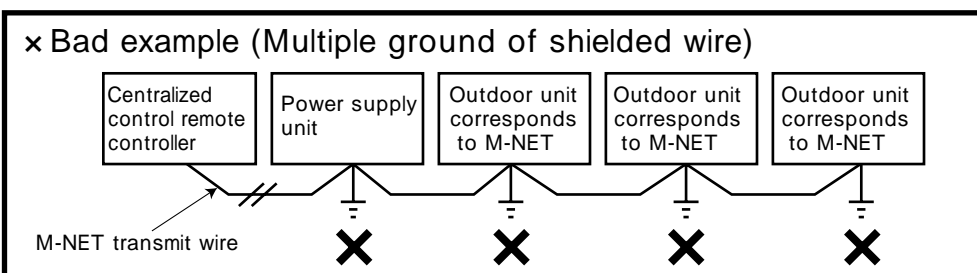 × Bad example (Multiple ground of shielded wire)
Centralized
control remote
controller
Power supply
unit
Outdoor unit
corresponds
to M-NET
Outdoor unit
corresponds
to M-NET
Outdoor unit
corresponds
to M-NET
M-NET transmit wire